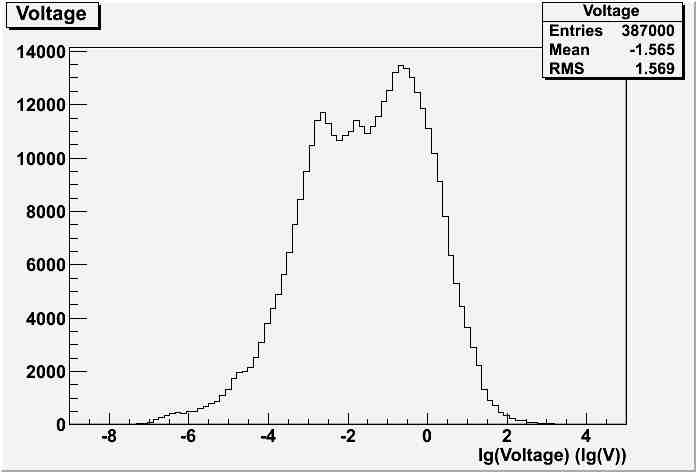 Voltage
Voltage
Entries 387000
Mean -1.565
RMS 1.569
14000
12000
10000
8000
6000
4000
2000
0
-8 -6 -4 -2 0 2 4
lg(Voltage) (lg(V))